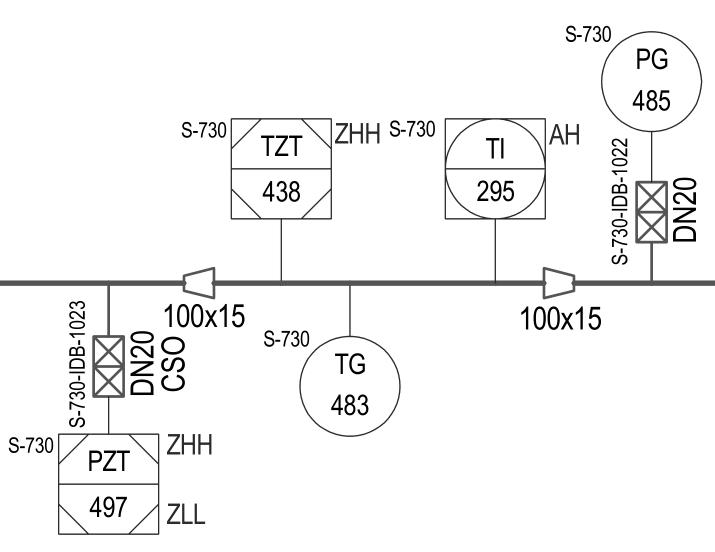 S-730
PG
485
S-730-IDB-1022
DN20
S-730
TZT
438
ZHH
S-730
TI
295
AH
100x15
100x15
S-730-IDB-1023
DN20
CSO
S-730
TG
483
S-730
PZT
497
ZHH
ZLL